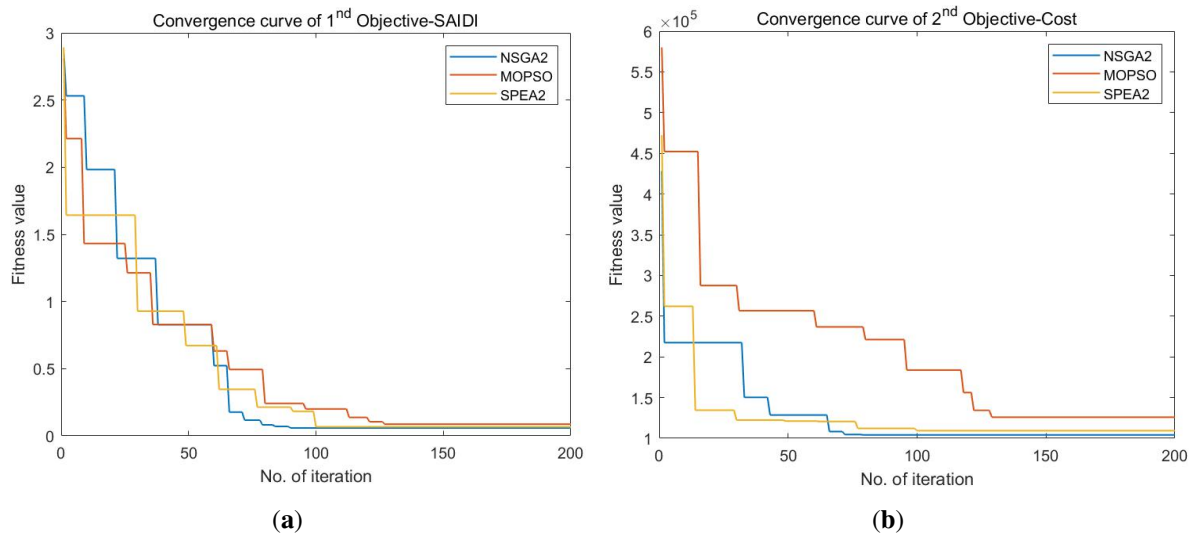 Convergence curve of 1nd Objective-SAIDI
Fitness value
3
2.5
2
1.5
1
0.5
0
0 50 100 150 200
No. of iteration
NSGA2
MOPSO
SPEA2
(a)
Convergence curve of 2nd Objective-Cost
×10^5
Fitness value
6
5.5
5
4.5
4
3.5
3
2.5
2
1.5
1
0 50 100 150 200
No. of iteration
NSGA2
MOPSO
SPEA2
(b)